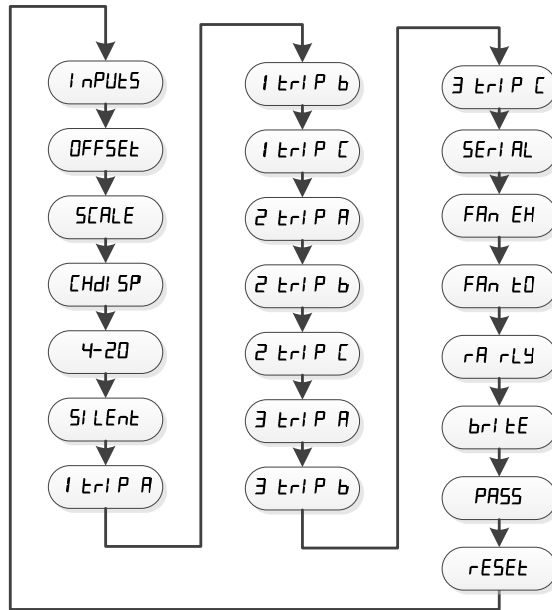 InPUtS
OFFSEt
SCALE
CHdISP
4-20
SILEnt
1 trIP A
1 trIP b
1 trIP C
2 trIP A
2 trIP b
2 trIP C
3 trIP A
3 trIP b
3 trIP C
SErIAL
FAn EH
FAn tO
rA rLY
brItE
PASS
rESEt